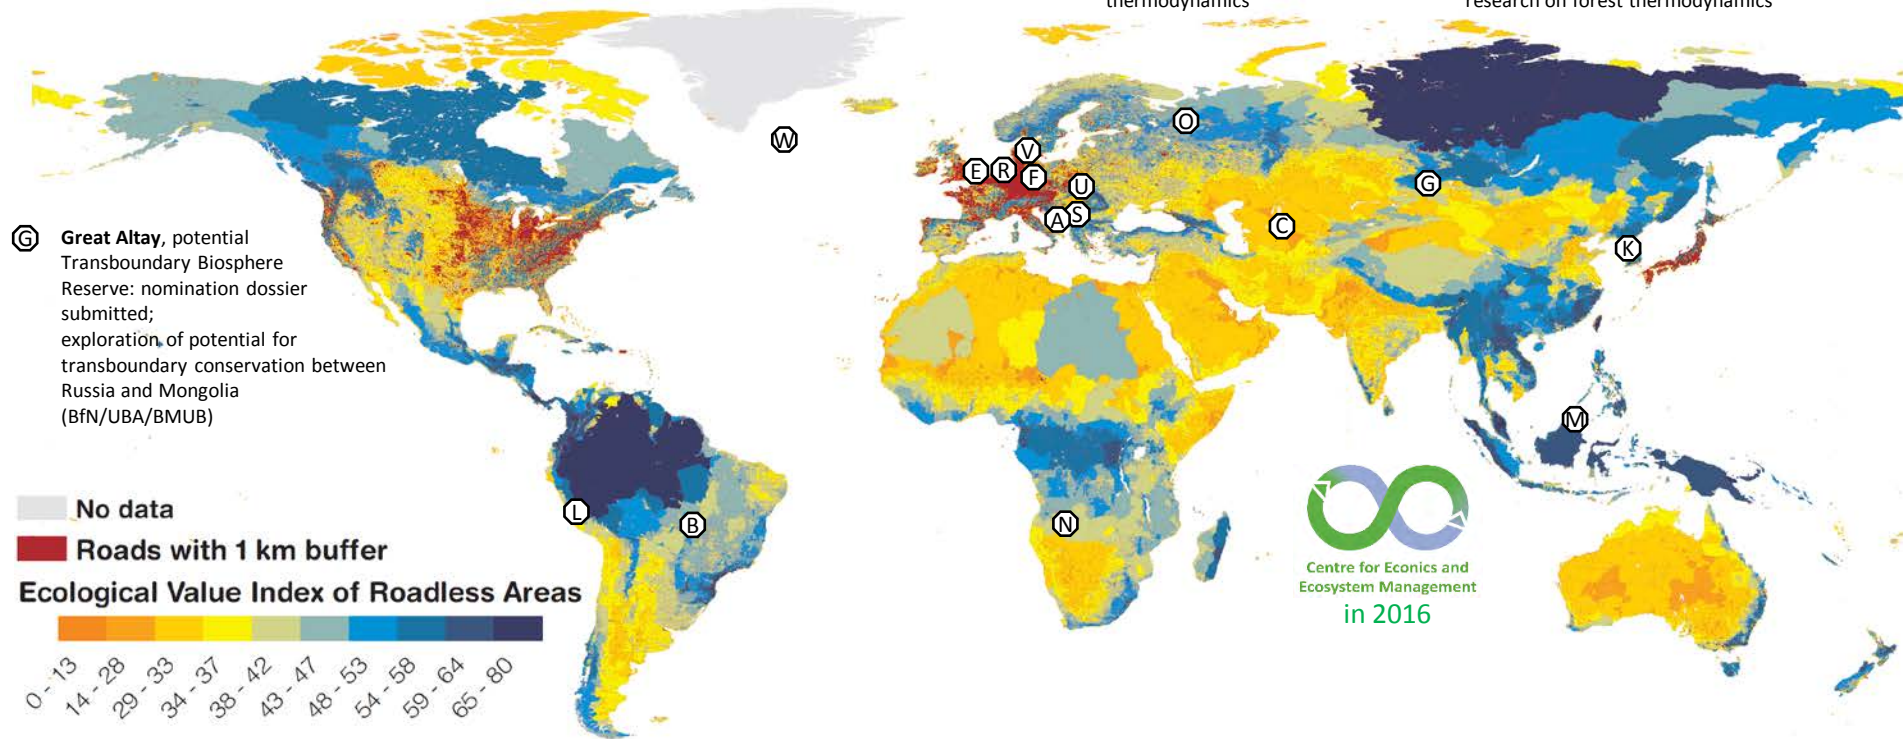 thermodynamics
research on forest thermodynamics
W
O
V
E
R
F
U
A
S
C
G
K
M
L
B
N
G
Great Altay, potential
Transboundary Biosphere
Reserve: nomination dossier
submitted;
exploration of potential for
transboundary conservation between
Russia and Mongolia
(BfN/UBA/BMUB)
No data
Roads with 1 km buffer
Ecological Value Index of Roadless Areas
0 - 13
14 - 28
29 - 33
34 - 37
38 - 42
43 - 47
48 - 53
54 - 58
59 - 64
65 - 80
Centre for Econics and
Ecosystem Management
in 2016